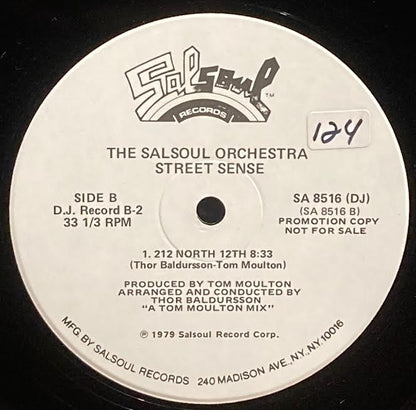 Salsoul TM
RECORDS
124
THE SALSOUL ORCHESTRA
STREET SENSE
SIDE B
D.J. Record B-2
33 1/3 RPM
SA 8516 (DJ)
(SA 8516 B)
PROMOTION COPY
NOT FOR SALE
1. 212 NORTH 12TH 8:33
(Thor Baldursson-Tom Moulton)
PRODUCED BY TOM MOULTON
ARRANGED AND CONDUCTED BY
THOR BALDURSSON
"A TOM MOULTON MIX"
℗ 1979 Salsoul Record Corp.
MFG BY SALSOUL RECORDS 240 MADISON AVE., NY., NY 10016